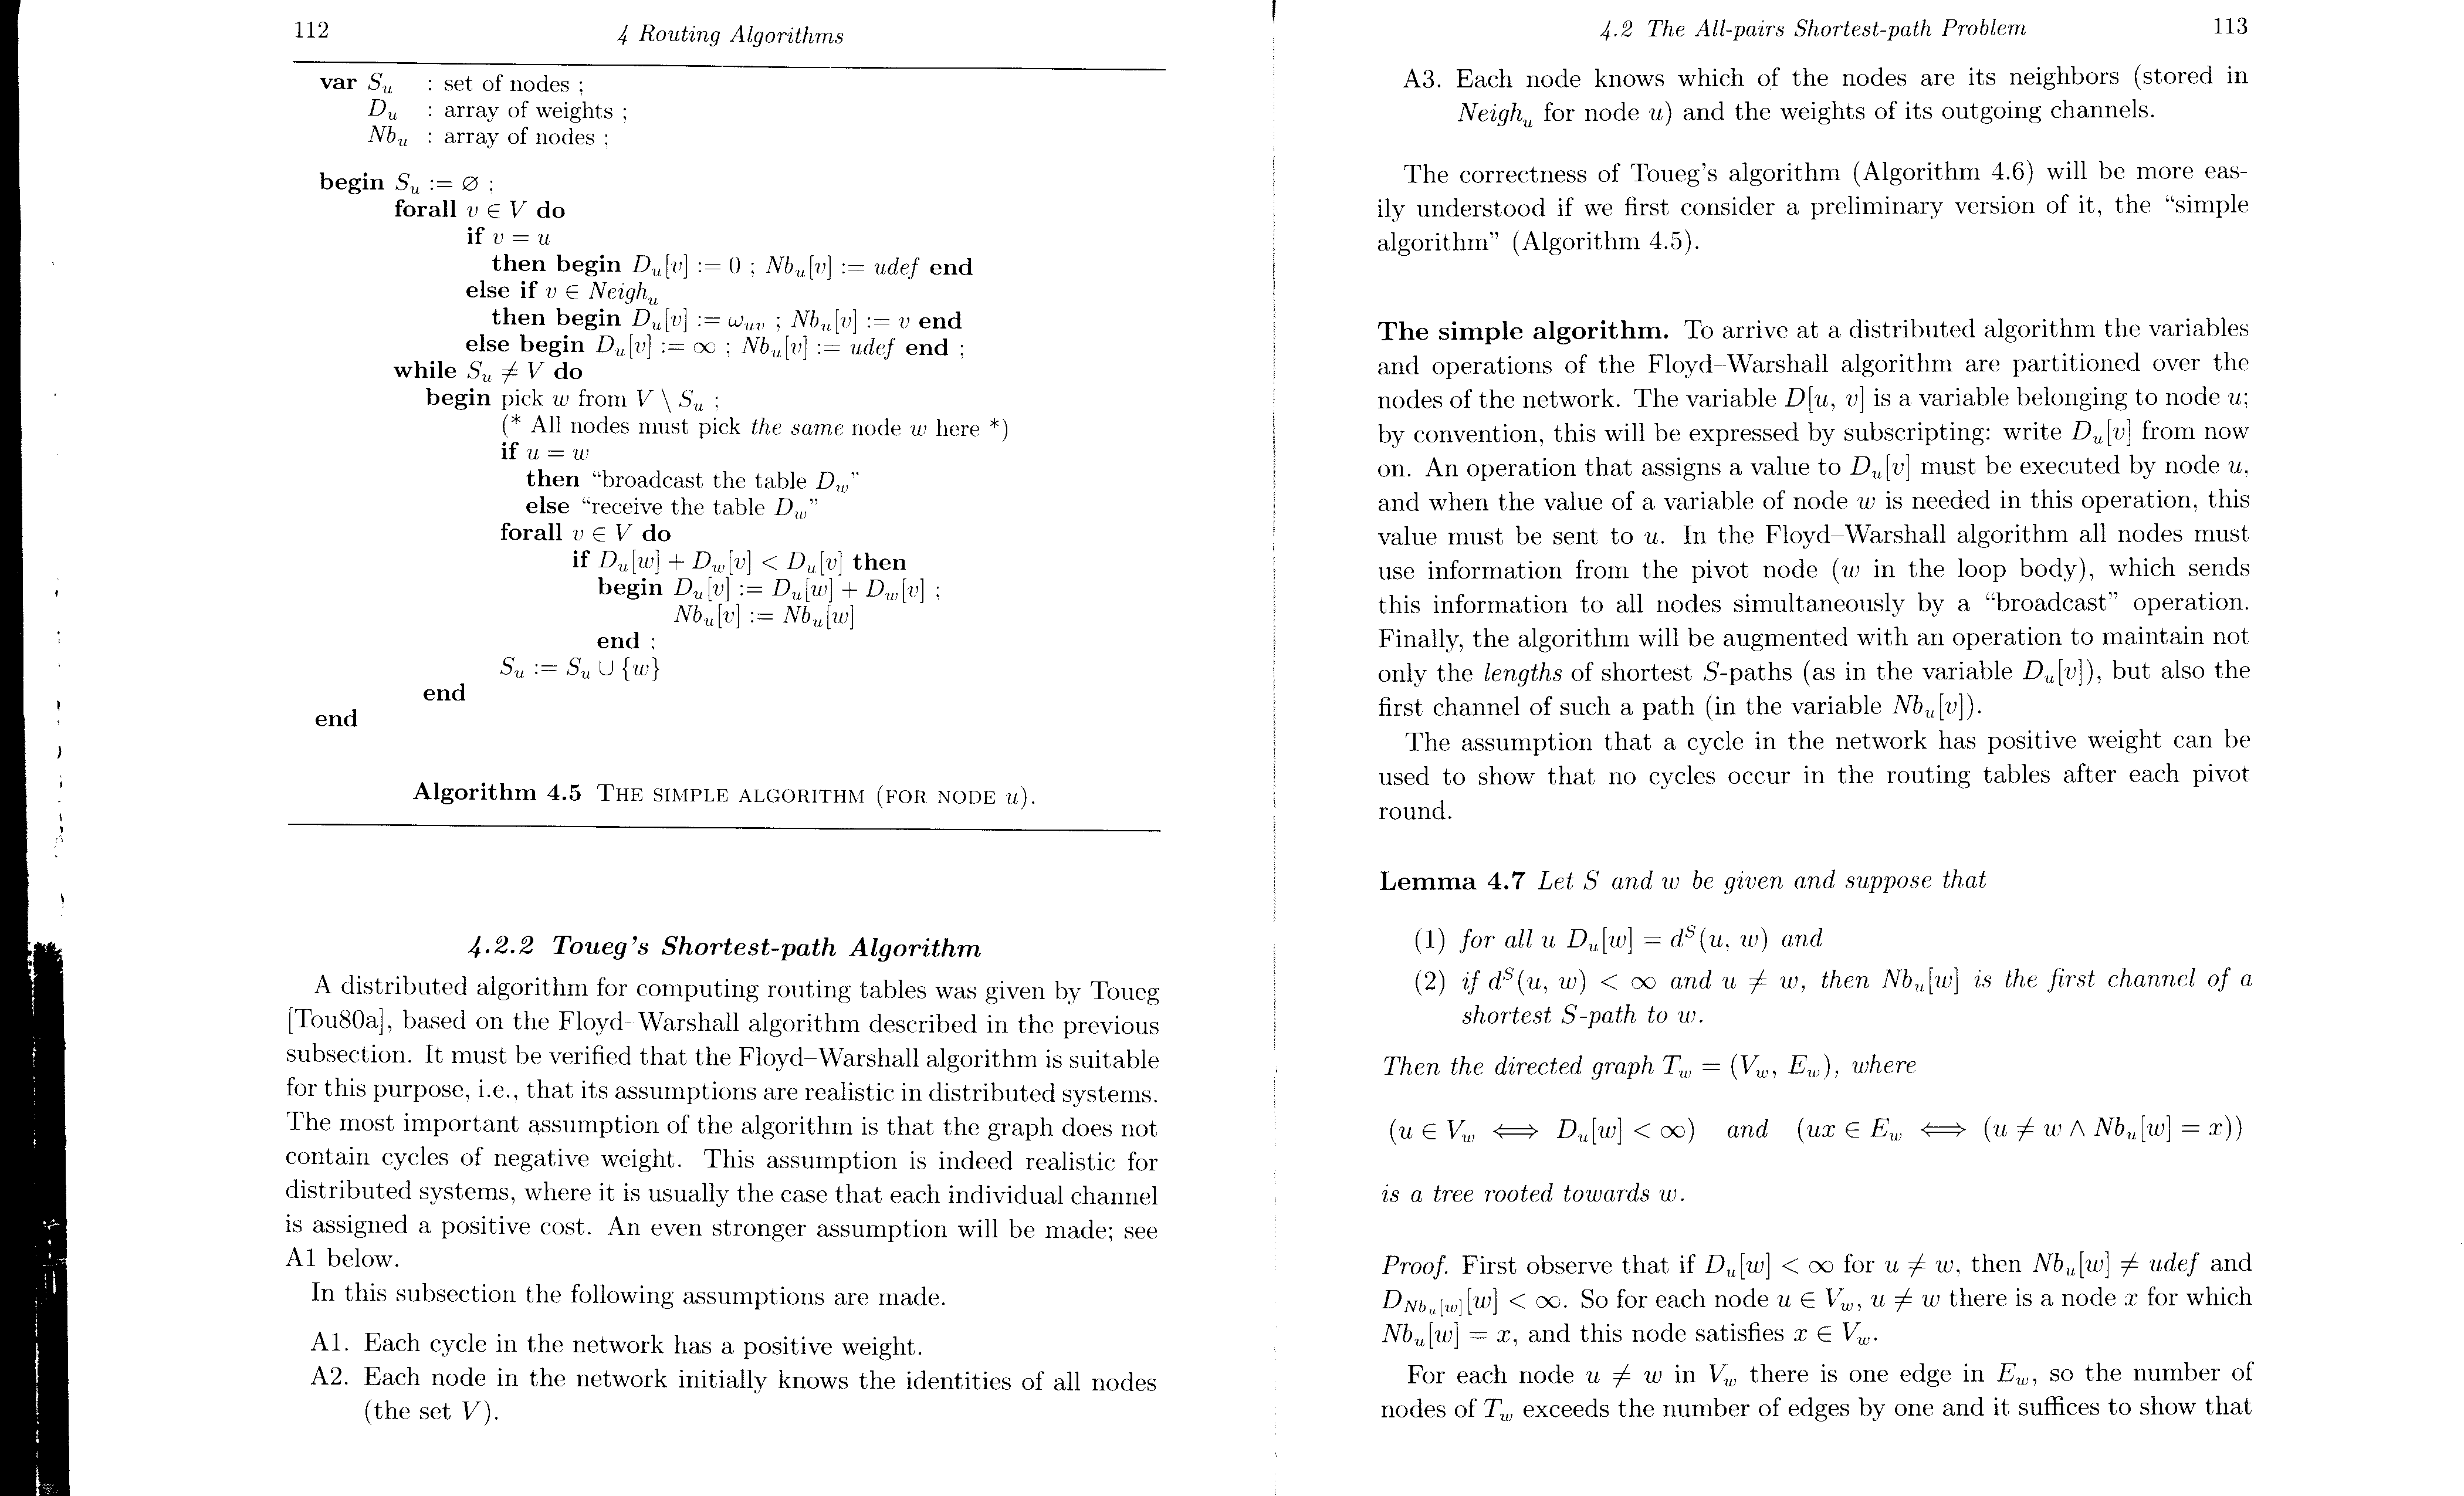 112
4 Routing Algorithms
var S_u : set of nodes ;
D_u : array of weights ;
Nb_u : array of nodes ;
begin S_u := ∅ ;
forall v ∈ V do
if v = u
then begin D_u[v] := 0 ; Nb_u[v] := udef end
else if v ∈ Neigh_u
then begin D_u[v] := ω_uv ; Nb_u[v] := v end
else begin D_u[v] := ∞ ; Nb_u[v] := udef end ;
while S_u ≠ V do
begin pick w from V \ S_u ;
(* All nodes must pick the same node w here *)
if u = w
then “broadcast the table D_w”
else “receive the table D_w”
forall v ∈ V do
if D_u[w] + D_w[v] < D_u[v] then
begin D_u[v] := D_u[w] + D_w[v] ;
Nb_u[v] := Nb_u[w]
end ;
S_u := S_u ∪ {w}
end
end
Algorithm 4.5 THE SIMPLE ALGORITHM (FOR NODE u).
4.2.2 Toueg's Shortest-path Algorithm
A distributed algorithm for computing routing tables was given by Toueg
[Tou80a], based on the Floyd–Warshall algorithm described in the previous
subsection. It must be verified that the Floyd–Warshall algorithm is suitable
for this purpose, i.e., that its assumptions are realistic in distributed systems.
The most important assumption of the algorithm is that the graph does not
contain cycles of negative weight. This assumption is indeed realistic for
distributed systems, where it is usually the case that each individual channel
is assigned a positive cost. An even stronger assumption will be made; see
A1 below.
In this subsection the following assumptions are made.
A1. Each cycle in the network has a positive weight.
A2. Each node in the network initially knows the identities of all nodes
(the set V).
4.2 The All-pairs Shortest-path Problem
113
A3. Each node knows which of the nodes are its neighbors (stored in
Neigh_u for node u) and the weights of its outgoing channels.
The correctness of Toueg's algorithm (Algorithm 4.6) will be more eas-
ily understood if we first consider a preliminary version of it, the “simple
algorithm” (Algorithm 4.5).
The simple algorithm. To arrive at a distributed algorithm the variables
and operations of the Floyd–Warshall algorithm are partitioned over the
nodes of the network. The variable D[u, v] is a variable belonging to node u;
by convention, this will be expressed by subscripting: write D_u[v] from now
on. An operation that assigns a value to D_u[v] must be executed by node u,
and when the value of a variable of node w is needed in this operation, this
value must be sent to u. In the Floyd–Warshall algorithm all nodes must
use information from the pivot node (w in the loop body), which sends
this information to all nodes simultaneously by a “broadcast” operation.
Finally, the algorithm will be augmented with an operation to maintain not
only the lengths of shortest S-paths (as in the variable D_u[v]), but also the
first channel of such a path (in the variable Nb_u[v]).
The assumption that a cycle in the network has positive weight can be
used to show that no cycles occur in the routing tables after each pivot
round.
Lemma 4.7 Let S and w be given and suppose that
(1) for all u D_u[w] = d^S(u, w) and
(2) if d^S(u, w) < ∞ and u ≠ w, then Nb_u[w] is the first channel of a
shortest S-path to w.
Then the directed graph T_w = (V_w, E_w), where
(u ∈ V_w ⟺ D_u[w] < ∞) and (ux ∈ E_w ⟺ (u ≠ w ∧ Nb_u[w] = x))
is a tree rooted towards w.
Proof. First observe that if D_u[w] < ∞ for u ≠ w, then Nb_u[w] ≠ udef and
D_{Nb_u[w]}[w] < ∞. So for each node u ∈ V_w, u ≠ w there is a node x for which
Nb_u[w] = x, and this node satisfies x ∈ V_w.
For each node u ≠ w in V_w there is one edge in E_w, so the number of
nodes of T_w exceeds the number of edges by one and it suffices to show that